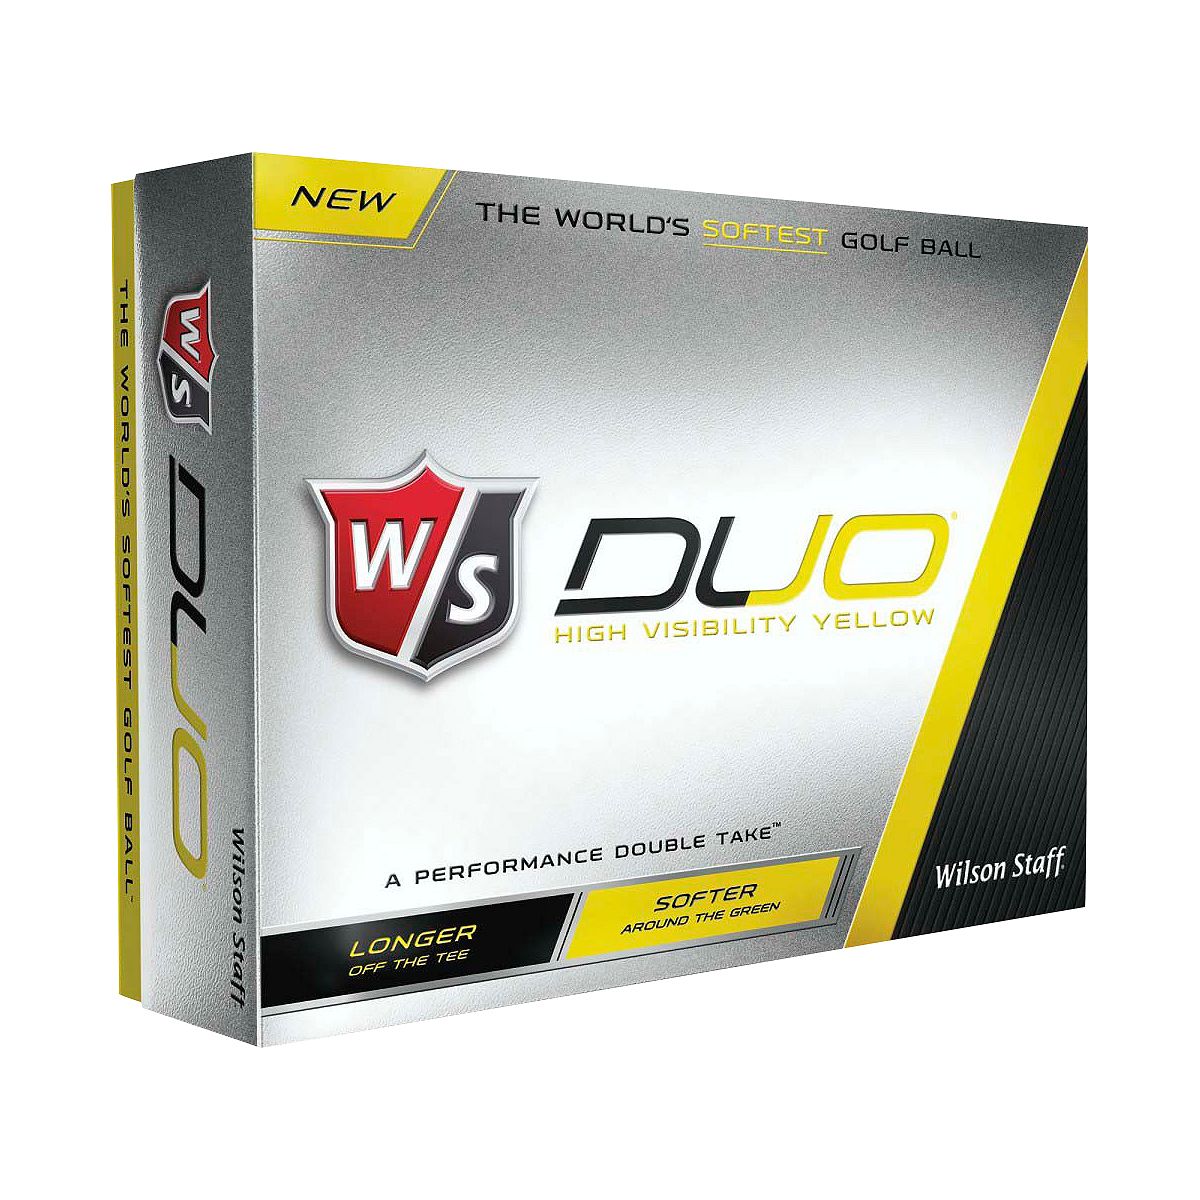 NEW
THE WORLD'S SOFTEST GOLF BALL
W/S
DUO®
HIGH VISIBILITY YELLOW
A PERFORMANCE DOUBLE TAKE™
LONGER
OFF THE TEE
SOFTER
AROUND THE GREEN
Wilson Staff
THE WORLD'S SOFTEST GOLF BALL™
W/S
DUO
Wilson Staff